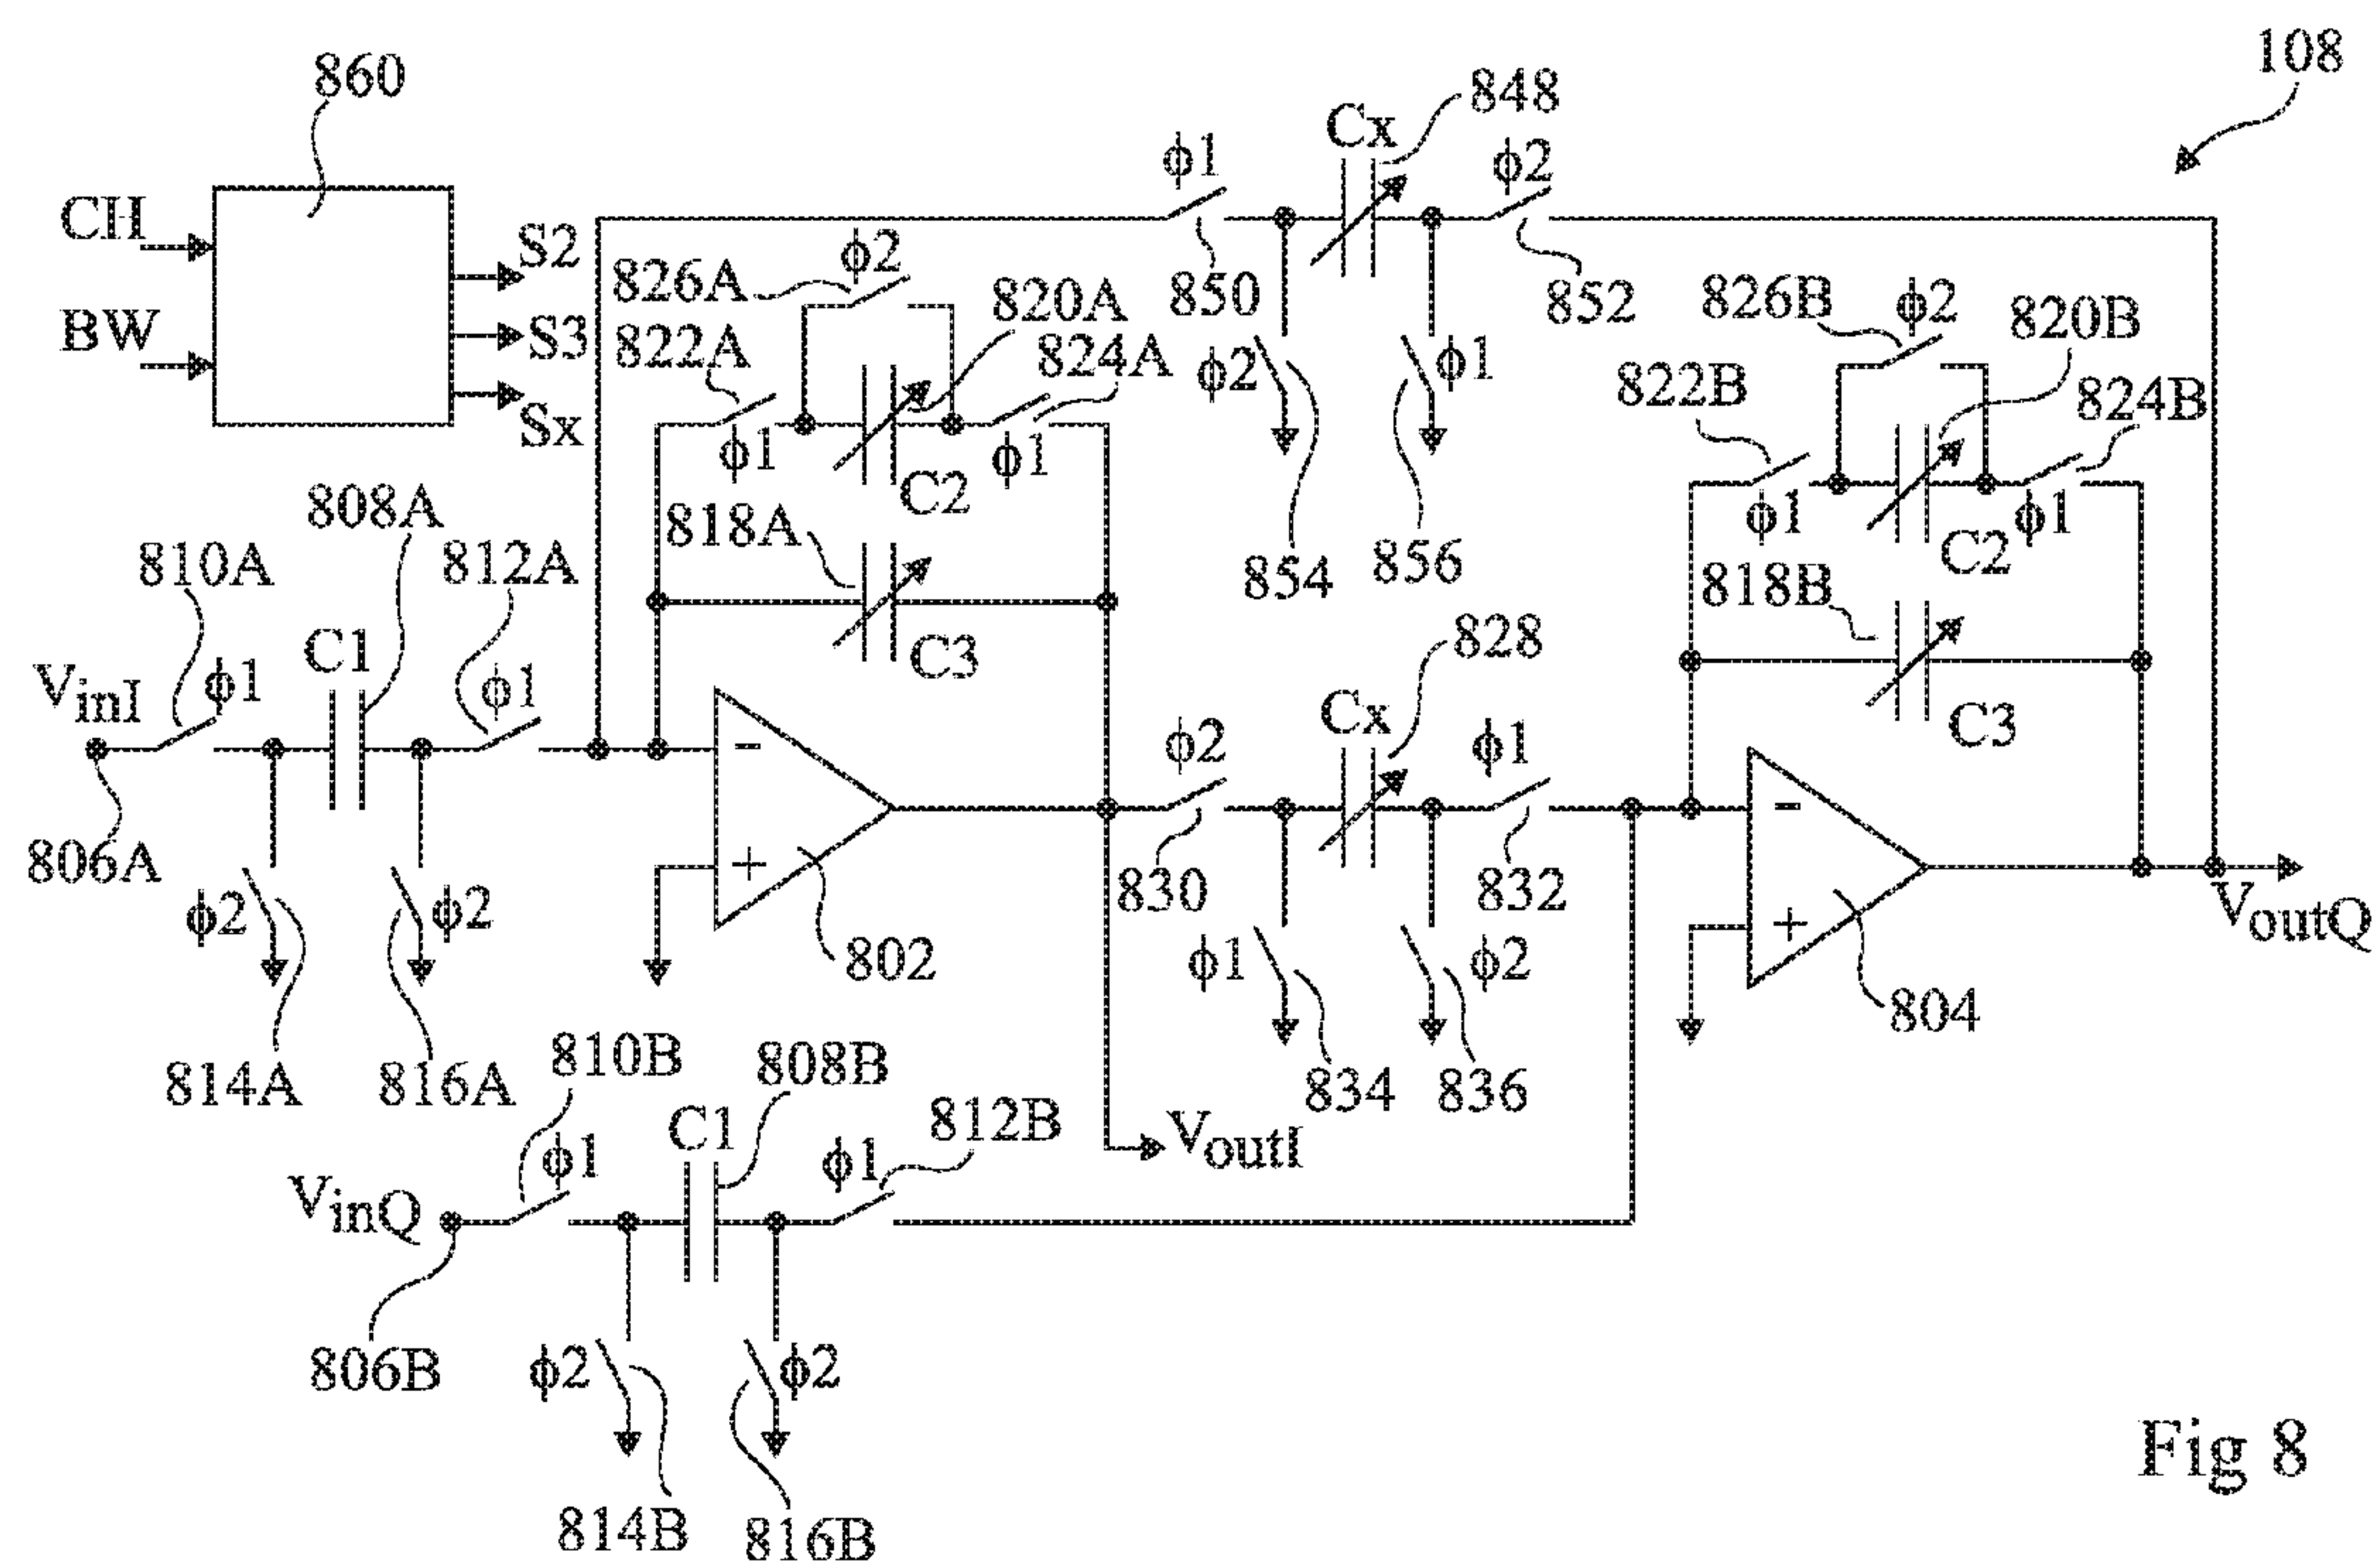 108
860
848
Cx
ϕ1
ϕ2
CH
S2
826A
ϕ2
820A
850
852
826B
ϕ2
820B
BW
S3
822A
824A
ϕ2
ϕ1
822B
824B
Sx
ϕ1
ϕ1
C2
808A
818A
ϕ1
ϕ1
C2
810A
812A
854
856
818B
C1
C3
828
VinI
ϕ1
ϕ1
Cx
C3
ϕ2
ϕ1
806A
ϕ2
ϕ2
830
832
VoutQ
802
ϕ1
ϕ2
804
814A
816A
810B
808B
834
836
C1
812B
VoutI
ϕ1
ϕ1
VinQ
806B
ϕ2
ϕ2
Fig 8
814B
816B